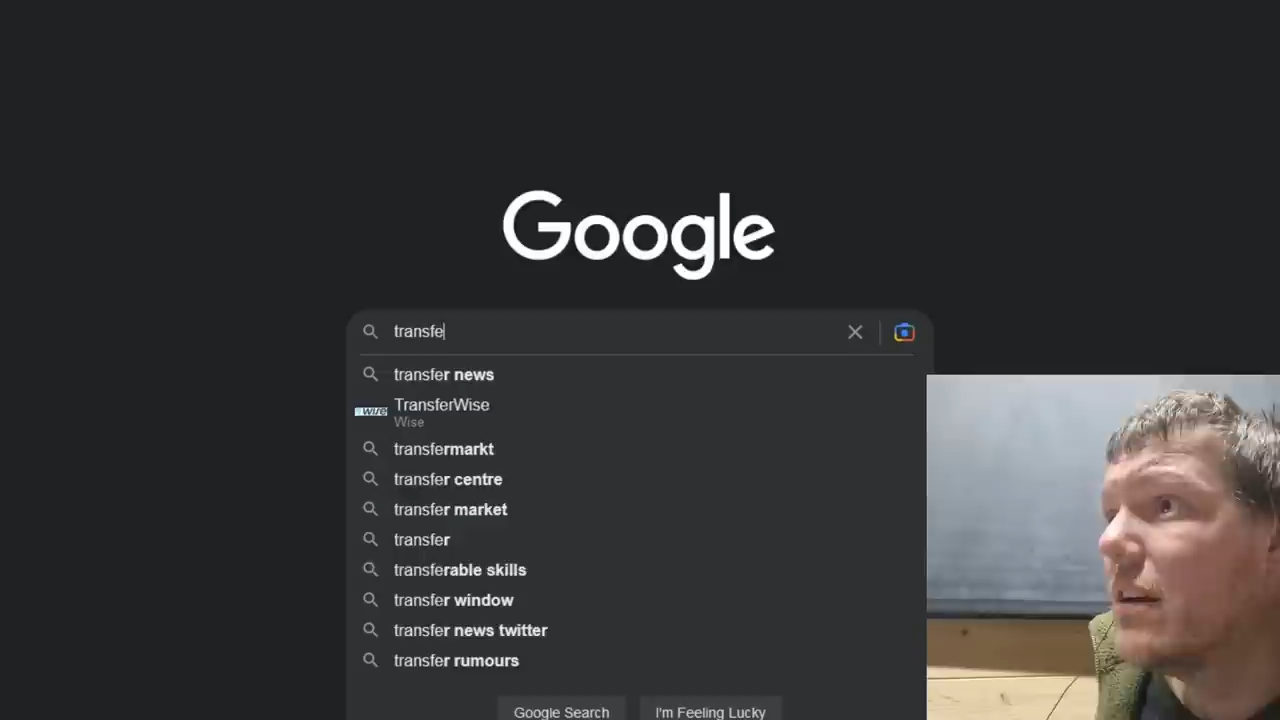 Google
transfe
transfer news
wise
TransferWise
Wise
transfermarkt
transfer centre
transfer market
transfer
transferable skills
transfer window
transfer news twitter
transfer rumours
Google Search
I'm Feeling Lucky